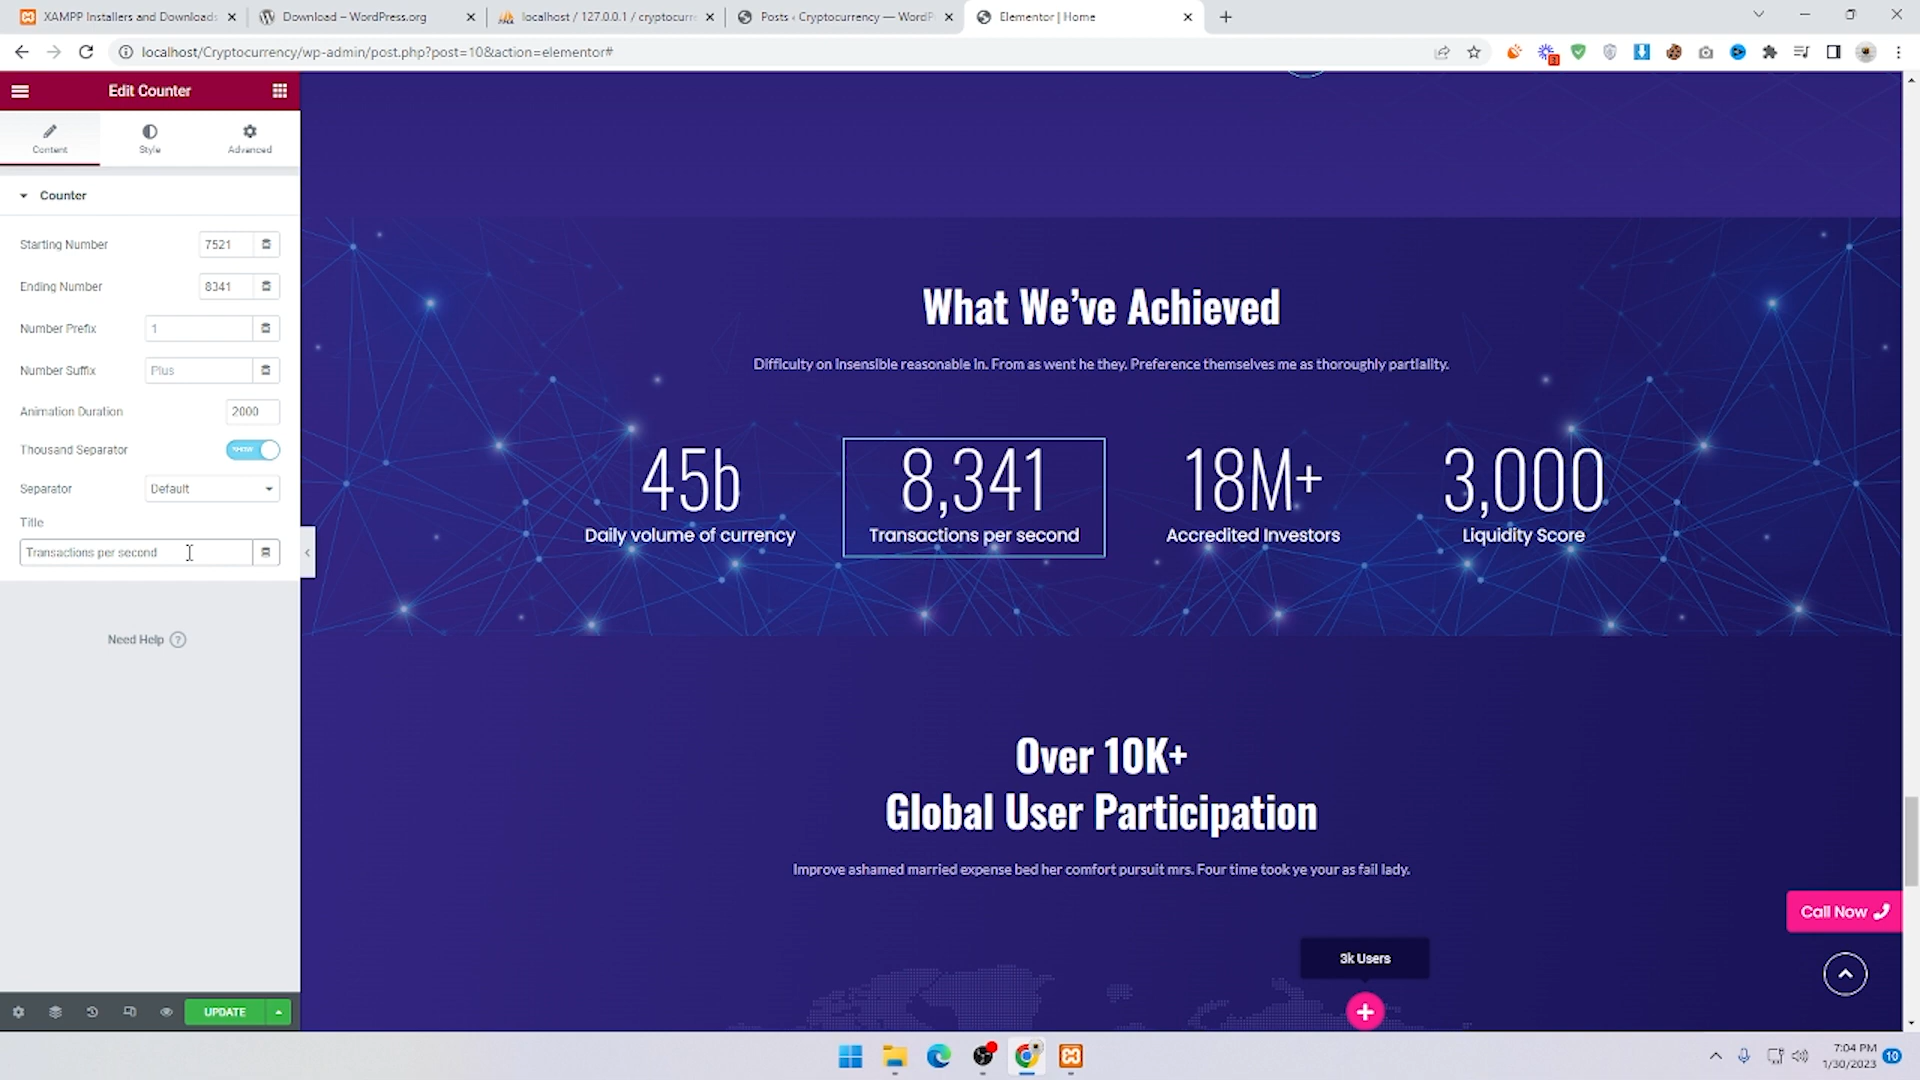 XAMPP Installers and Downloads
Download – WordPress.org
localhost / 127.0.0.1 / cryptocurr
Posts ‹ Cryptocurrency — WordP
Elementor | Home
localhost/Cryptocurrency/wp-admin/post.php?post=10&action=elementor#
Edit Counter
Content
Style
Advanced
Counter
Starting Number
7521
Ending Number
8341
Number Prefix
1
Number Suffix
Plus
Animation Duration
2000
Thousand Separator
SHOW
Separator
Default
Title
Transactions per second
Need Help ?
UPDATE
What We’ve Achieved
Difficulty on insensible reasonable in. From as went he they. Preference themselves me as thoroughly partiality.
45b
Daily volume of currency
8,341
Transactions per second
18M+
Accredited Investors
3,000
Liquidity Score
Over 10K+
Global User Participation
Improve ashamed married expense bed her comfort pursuit mrs. Four time took ye your as fail lady.
3k Users
Call Now
7:04 PM
1/30/2023
10